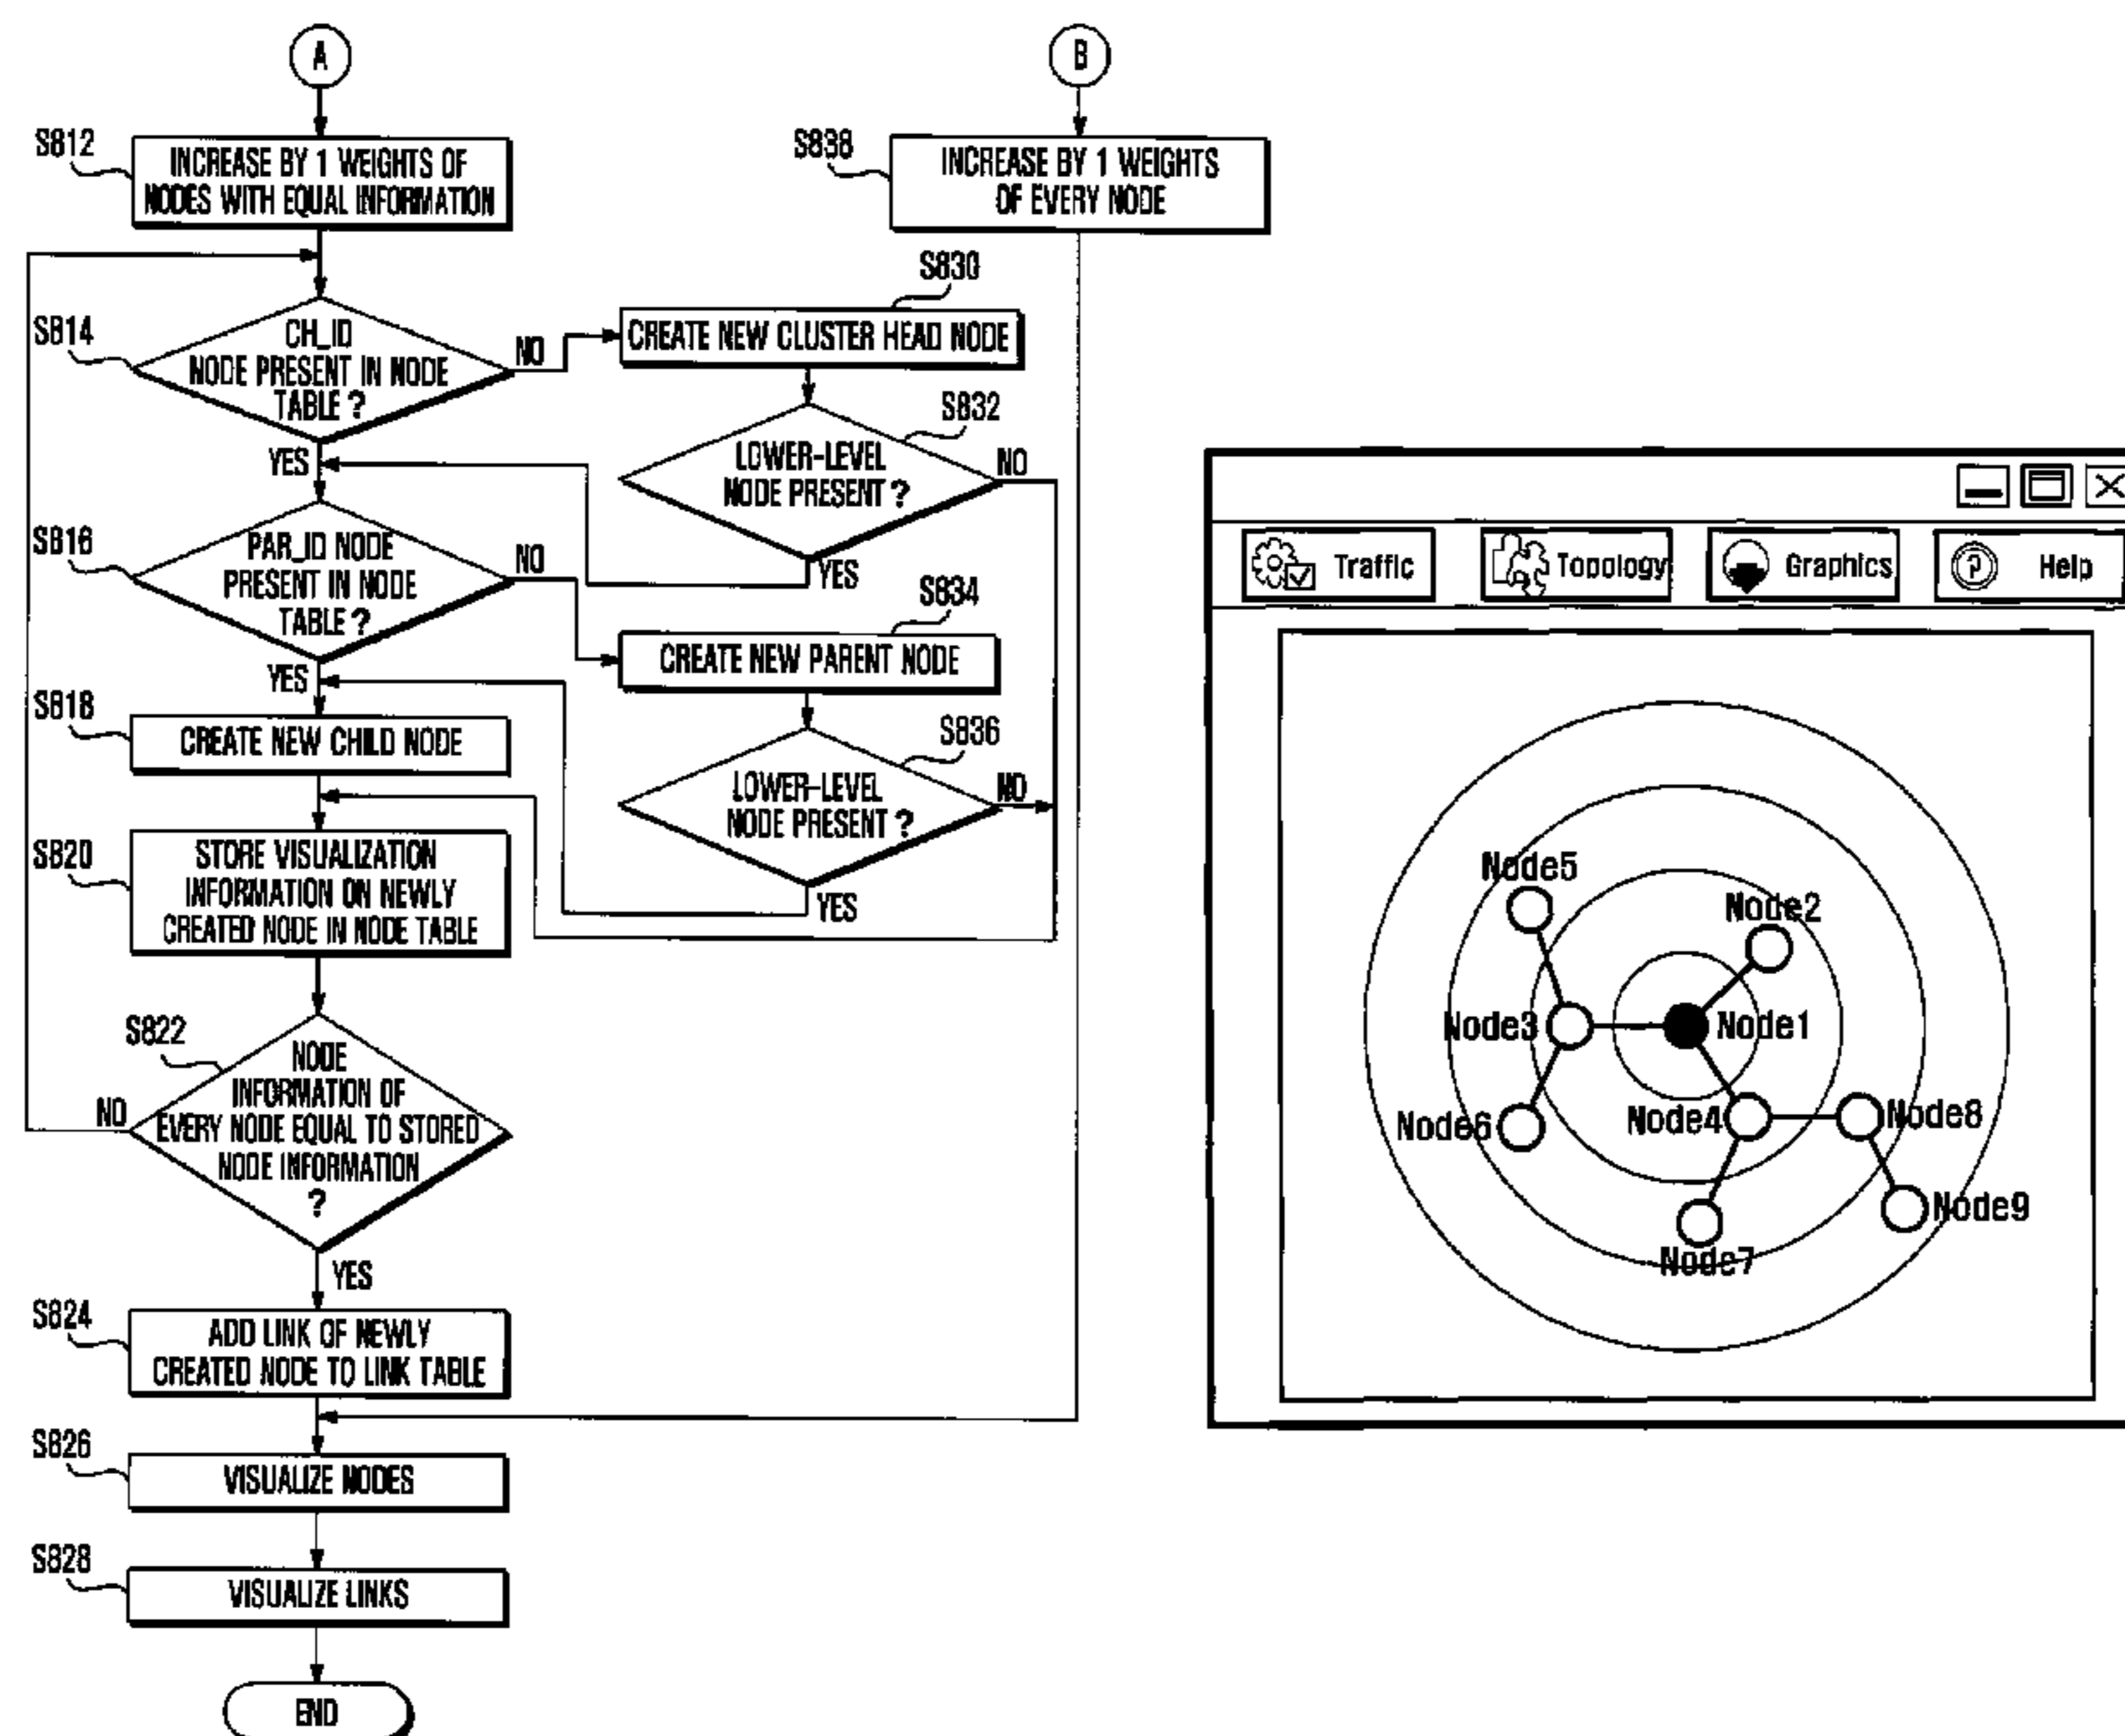 A
S812
INCREASE BY 1 WEIGHTS OF
NODES WITH EQUAL INFORMATION
S814
CH_ID
NODE PRESENT IN NODE
TABLE ?
NO
YES
S816
PAR_ID NODE
PRESENT IN NODE
TABLE ?
NO
YES
S818
CREATE NEW CHILD NODE
S820
STORE VISUALIZATION
INFORMATION ON NEWLY
CREATED NODE IN NODE TABLE
S822
NODE
INFORMATION OF
EVERY NODE EQUAL TO STORED
NODE INFORMATION
?
NO
YES
S824
ADD LINK OF NEWLY
CREATED NODE TO LINK TABLE
S826
VISUALIZE NODES
S828
VISUALIZE LINKS
END
S830
CREATE NEW CLUSTER HEAD NODE
S832
LOWER-LEVEL
NODE PRESENT ?
NO
YES
S834
CREATE NEW PARENT NODE
S836
LOWER-LEVEL
NODE PRESENT ?
NO
YES
B
S838
INCREASE BY 1 WEIGHTS
OF EVERY NODE
Traffic
Topology
Graphics
? Help
Node5
Node2
Node3
Node1
Node6
Node4
Node8
Node9
Node7